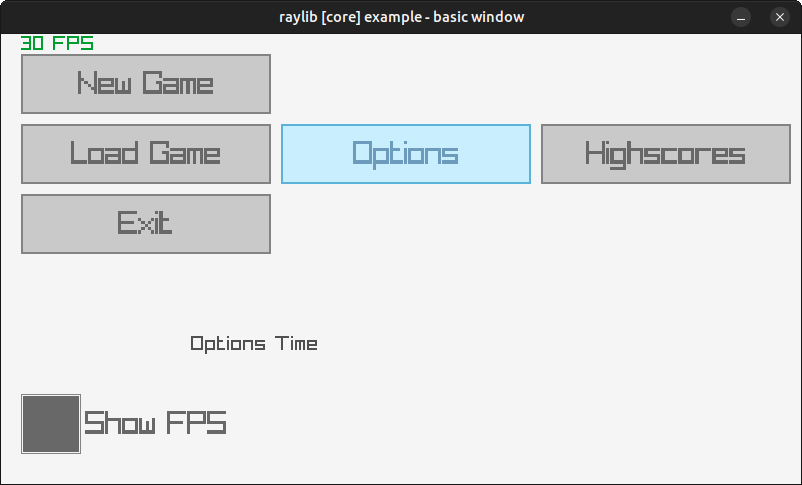 raylib [core] example - basic window
30 FPS
New Game
Load Game
Options
Highscores
Exit
Options Time
Show FPS